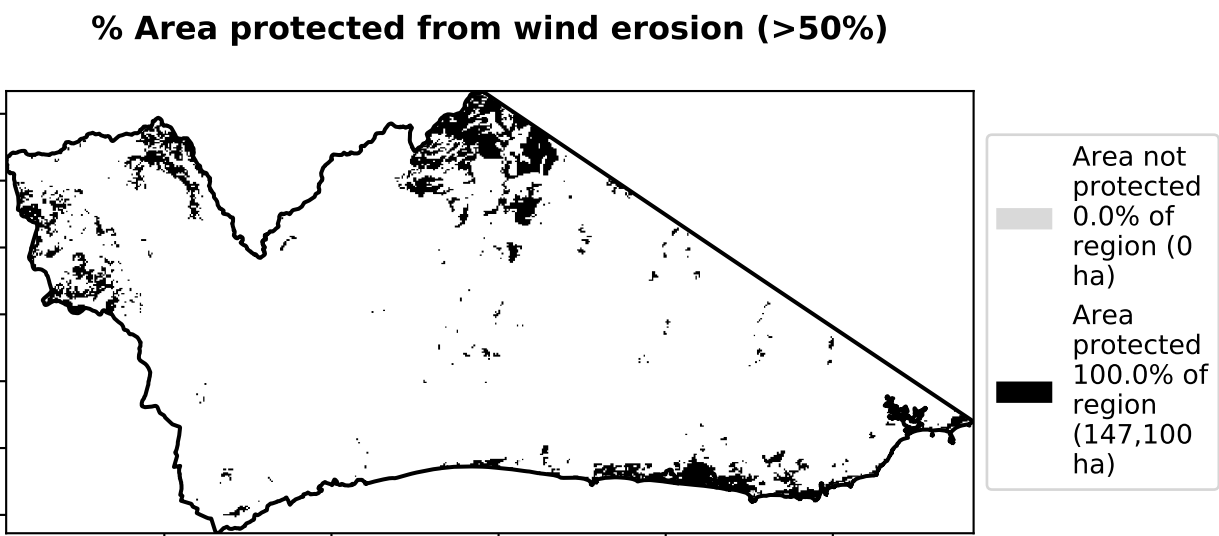 % Area protected from wind erosion (>50%)
Area not
protected
0.0% of
region (0
ha)
Area
protected
100.0% of
region
(147,100
ha)